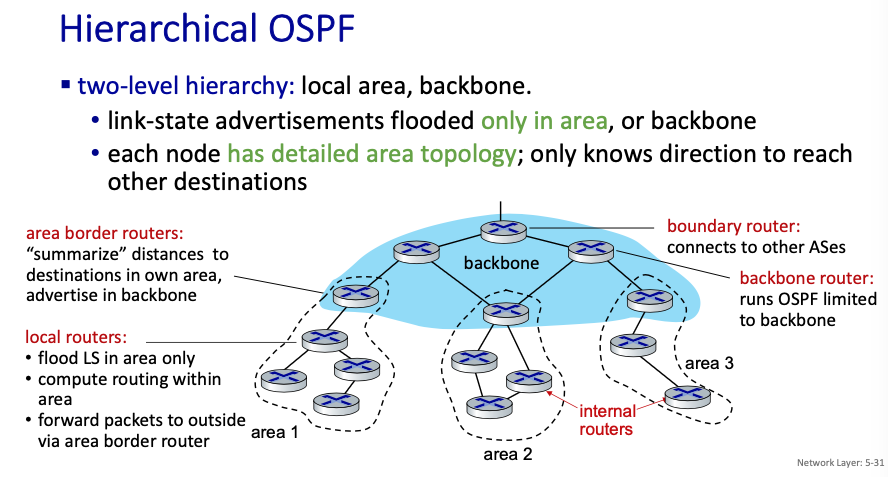 Hierarchical OSPF
▪ two-level hierarchy: local area, backbone.
• link-state advertisements flooded only in area, or backbone
• each node has detailed area topology; only knows direction to reach
other destinations
area border routers:
“summarize” distances to
destinations in own area,
advertise in backbone
boundary router:
connects to other ASes
backbone
backbone router:
runs OSPF limited
to backbone
local routers:
• flood LS in area only
• compute routing within
area
• forward packets to outside
via area border router
area 1
area 2
area 3
internal
routers
Network Layer: 5-31